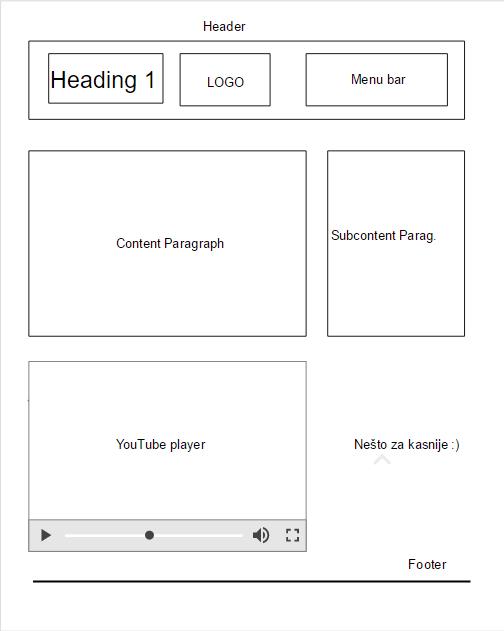 Header
Heading 1
LOGO
Menu bar
Content Paragraph
Subcontent Parag.
YouTube player
Nešto za kasnije :)
Footer